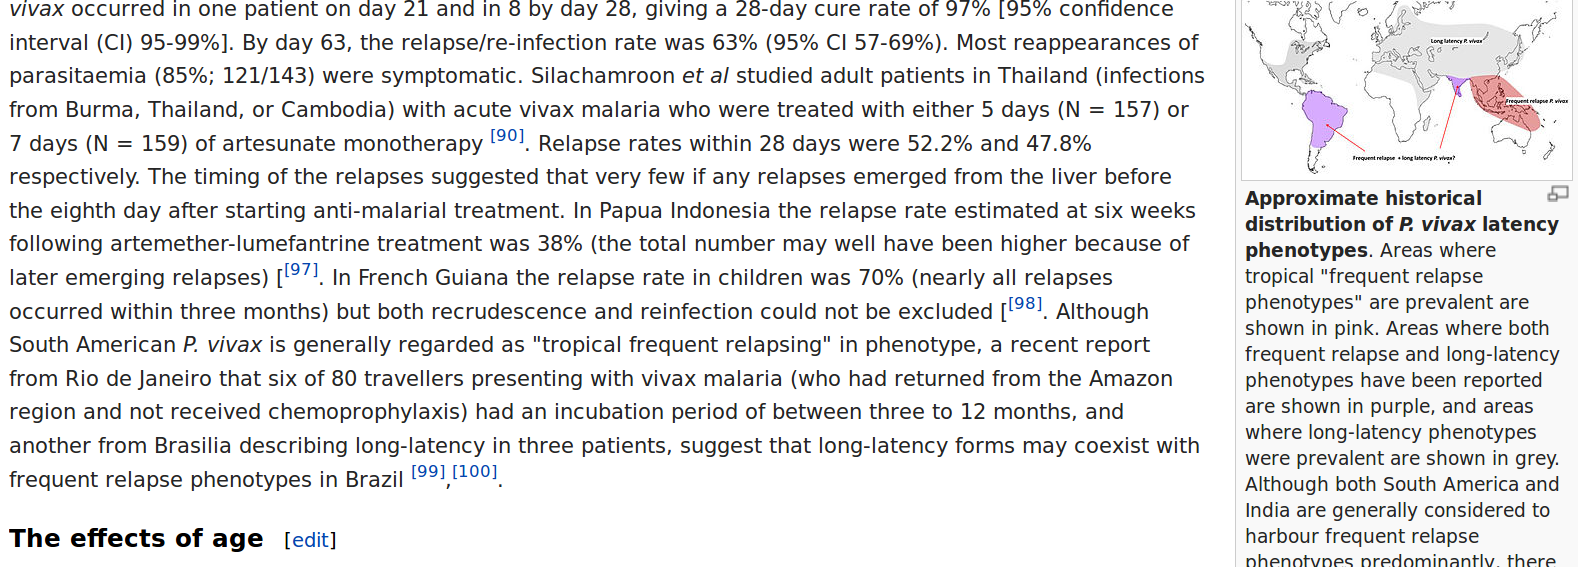 vivax occurred in one patient on day 21 and in 8 by day 28, giving a 28-day cure rate of 97% [95% confidence
interval (CI) 95-99%]. By day 63, the relapse/re-infection rate was 63% (95% CI 57-69%). Most reappearances of
parasitaemia (85%; 121/143) were symptomatic. Silachamroon et al studied adult patients in Thailand (infections
from Burma, Thailand, or Cambodia) with acute vivax malaria who were treated with either 5 days (N = 157) or
7 days (N = 159) of artesunate monotherapy [90]. Relapse rates within 28 days were 52.2% and 47.8%
respectively. The timing of the relapses suggested that very few if any relapses emerged from the liver before
the eighth day after starting anti-malarial treatment. In Papua Indonesia the relapse rate estimated at six weeks
following artemether-lumefantrine treatment was 38% (the total number may well have been higher because of
later emerging relapses) [[97]. In French Guiana the relapse rate in children was 70% (nearly all relapses
occurred within three months) but both recrudescence and reinfection could not be excluded [[98]. Although
South American P. vivax is generally regarded as "tropical frequent relapsing" in phenotype, a recent report
from Rio de Janeiro that six of 80 travellers presenting with vivax malaria (who had returned from the Amazon
region and not received chemoprophylaxis) had an incubation period of between three to 12 months, and
another from Brasilia describing long-latency in three patients, suggest that long-latency forms may coexist with
frequent relapse phenotypes in Brazil [99],[100].
The effects of age [edit]
Long latency P. vivax
Frequent relapse P. vivax
Frequent relapse + long latency P. vivax?
Approximate historical
distribution of P. vivax latency
phenotypes. Areas where
tropical "frequent relapse
phenotypes" are prevalent are
shown in pink. Areas where both
frequent relapse and long-latency
phenotypes have been reported
are shown in purple, and areas
where long-latency phenotypes
were prevalent are shown in grey.
Although both South America and
India are generally considered to
harbour frequent relapse
phenotypes predominantly, there